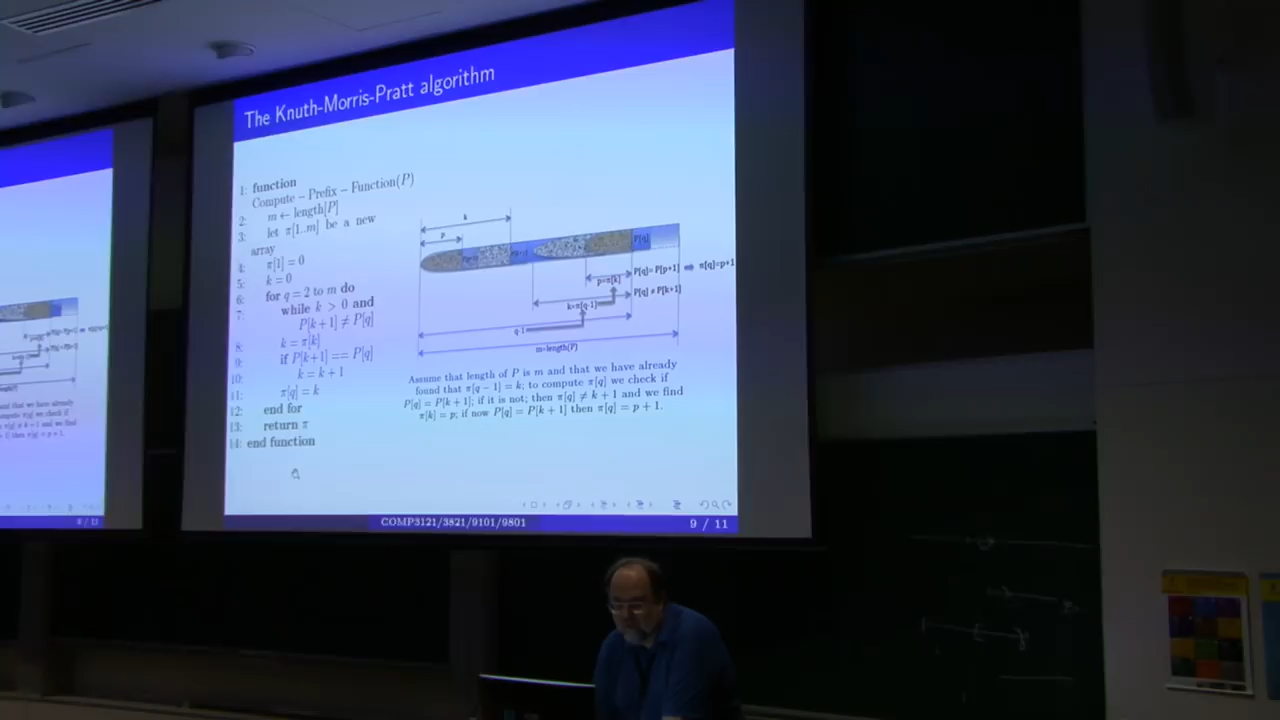 The Knuth-Morris-Pratt algorithm
1: function
Compute – Prefix – Function(P)
2: m ← length[P]
3: let π[1..m] be a new
array
4: π[1] = 0
5: k = 0
6: for q = 2 to m do
7: while k > 0 and
P[k+1] ≠ P[q]
8: k = π[k]
9: if P[k+1] == P[q]
10: k = k + 1
11: π[q] = k
12: end for
13: return π
14: end function
k
p
P[q]
p=π[k]
P[q]= P[p+1] ⇒ π[q]=p+1
P[q] ≠ P[k+1]
k=π[q-1]
q-1
m=length(P)
Assume that length of P is m and that we have already
found that π[q − 1] = k; to compute π[q] we check if
P[q] = P[k + 1]; if it is not; then π[q] ≠ k + 1 and we find
π[k] = p; if now P[q] = P[k + 1] then π[q] = p + 1.
COMP3121/3821/9101/9801
9 / 11